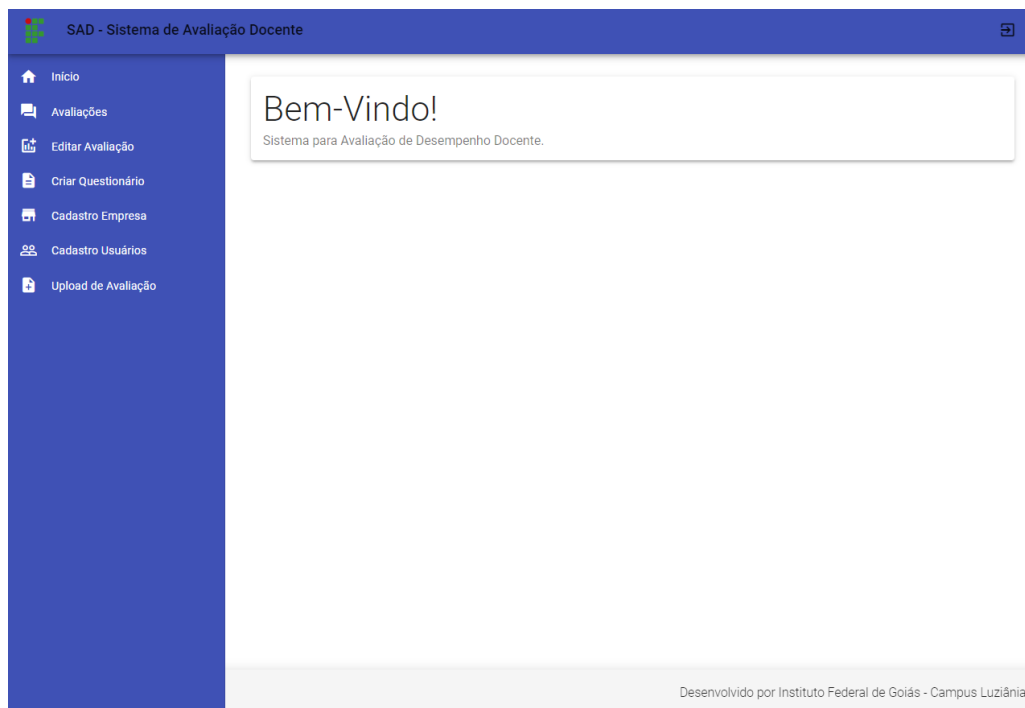 SAD - Sistema de Avaliação Docente
Início
Avaliações
Editar Avaliação
Criar Questionário
Cadastro Empresa
Cadastro Usuários
Upload de Avaliação
Bem-Vindo!
Sistema para Avaliação de Desempenho Docente.
Desenvolvido por Instituto Federal de Goiás - Campus Luziânia